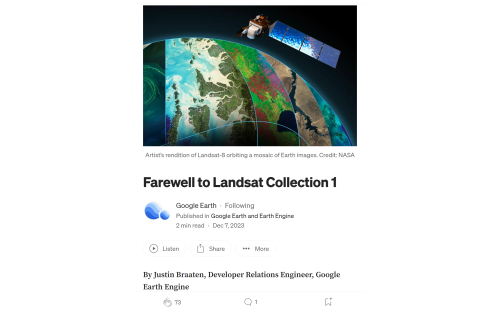 Artist's rendition of Landsat-8 orbiting a mosaic of Earth images. Credit: NASA
Farewell to Landsat Collection 1
Google Earth · Following
Published in Google Earth and Earth Engine
2 min read · Dec 7, 2023
Listen Share More
By Justin Braaten, Developer Relations Engineer, Google
Earth Engine
73 1